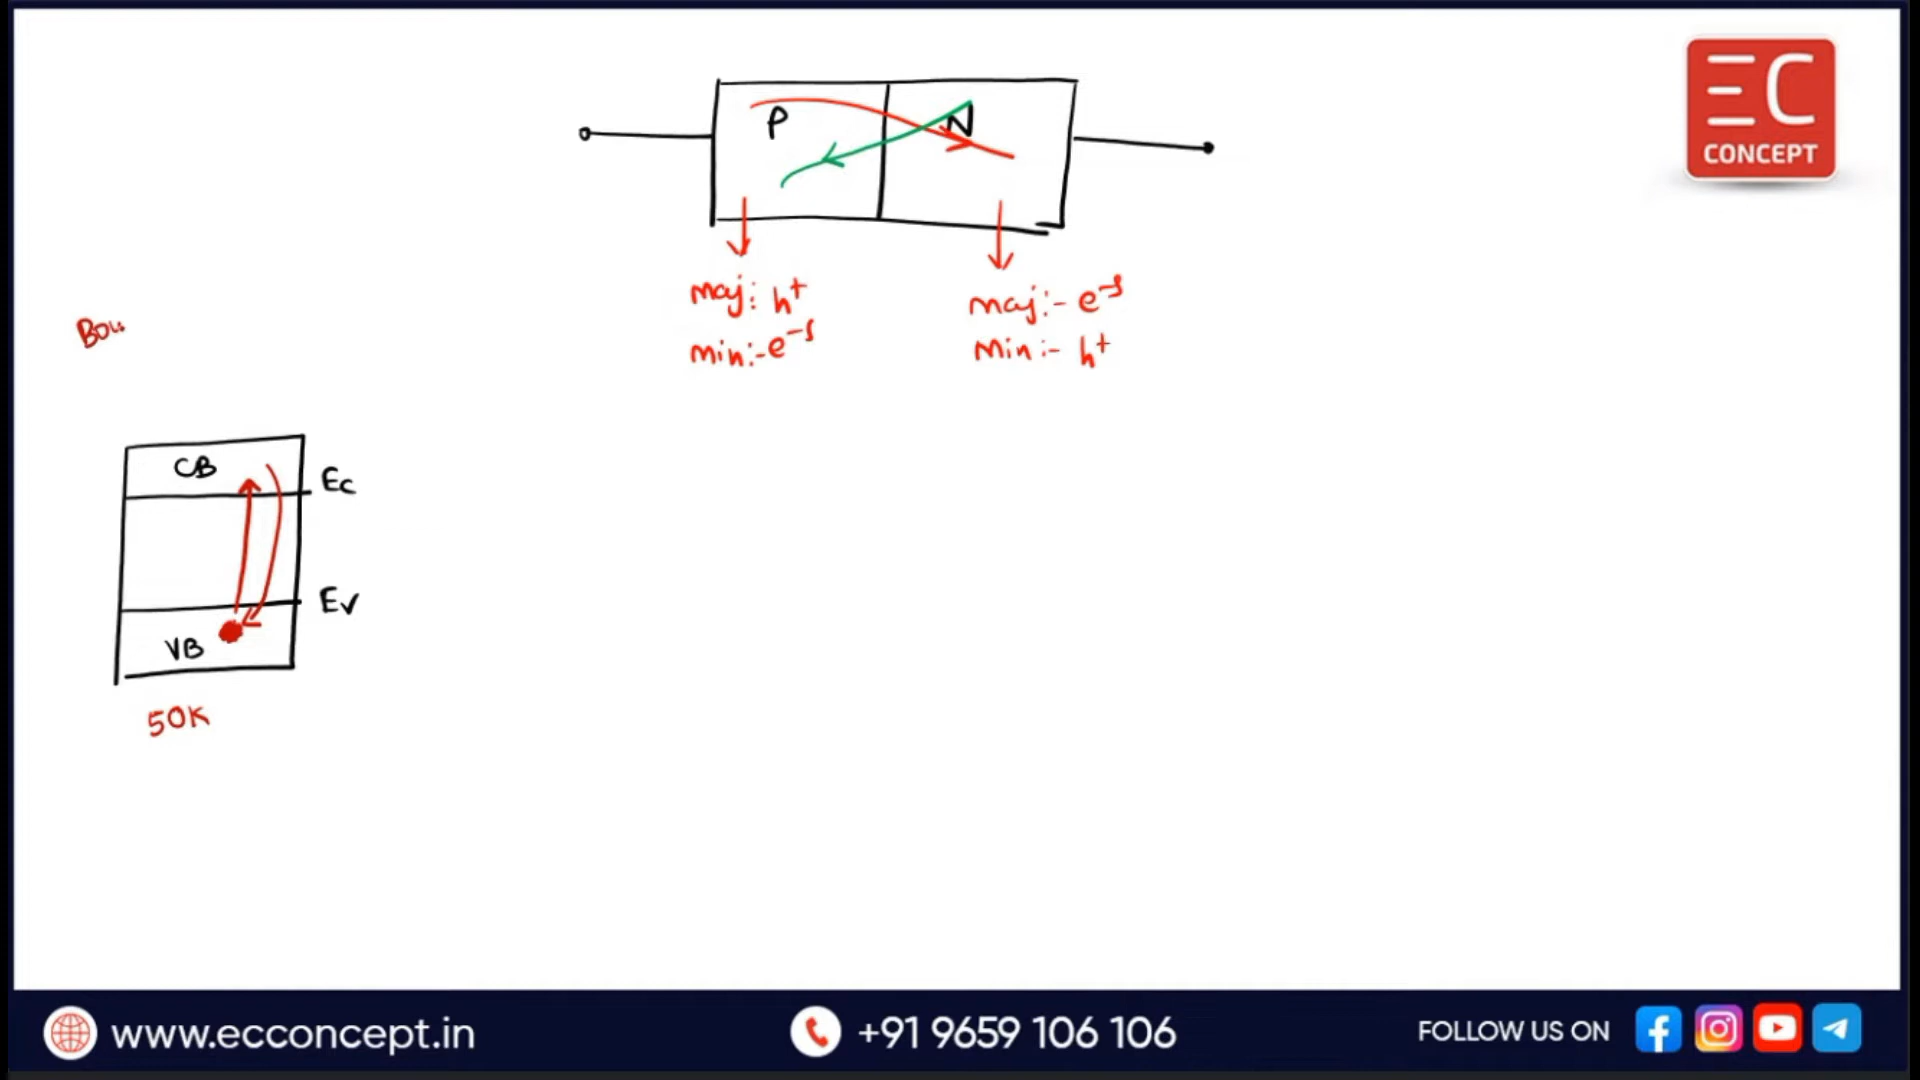 EC
CONCEPT
P
N
maj: h+
min:-e-s
maj:- e-s
min:- h+
Bou
CB
Ec
Ev
VB
50K
www.ecconcept.in
+91 9659 106 106
FOLLOW US ON